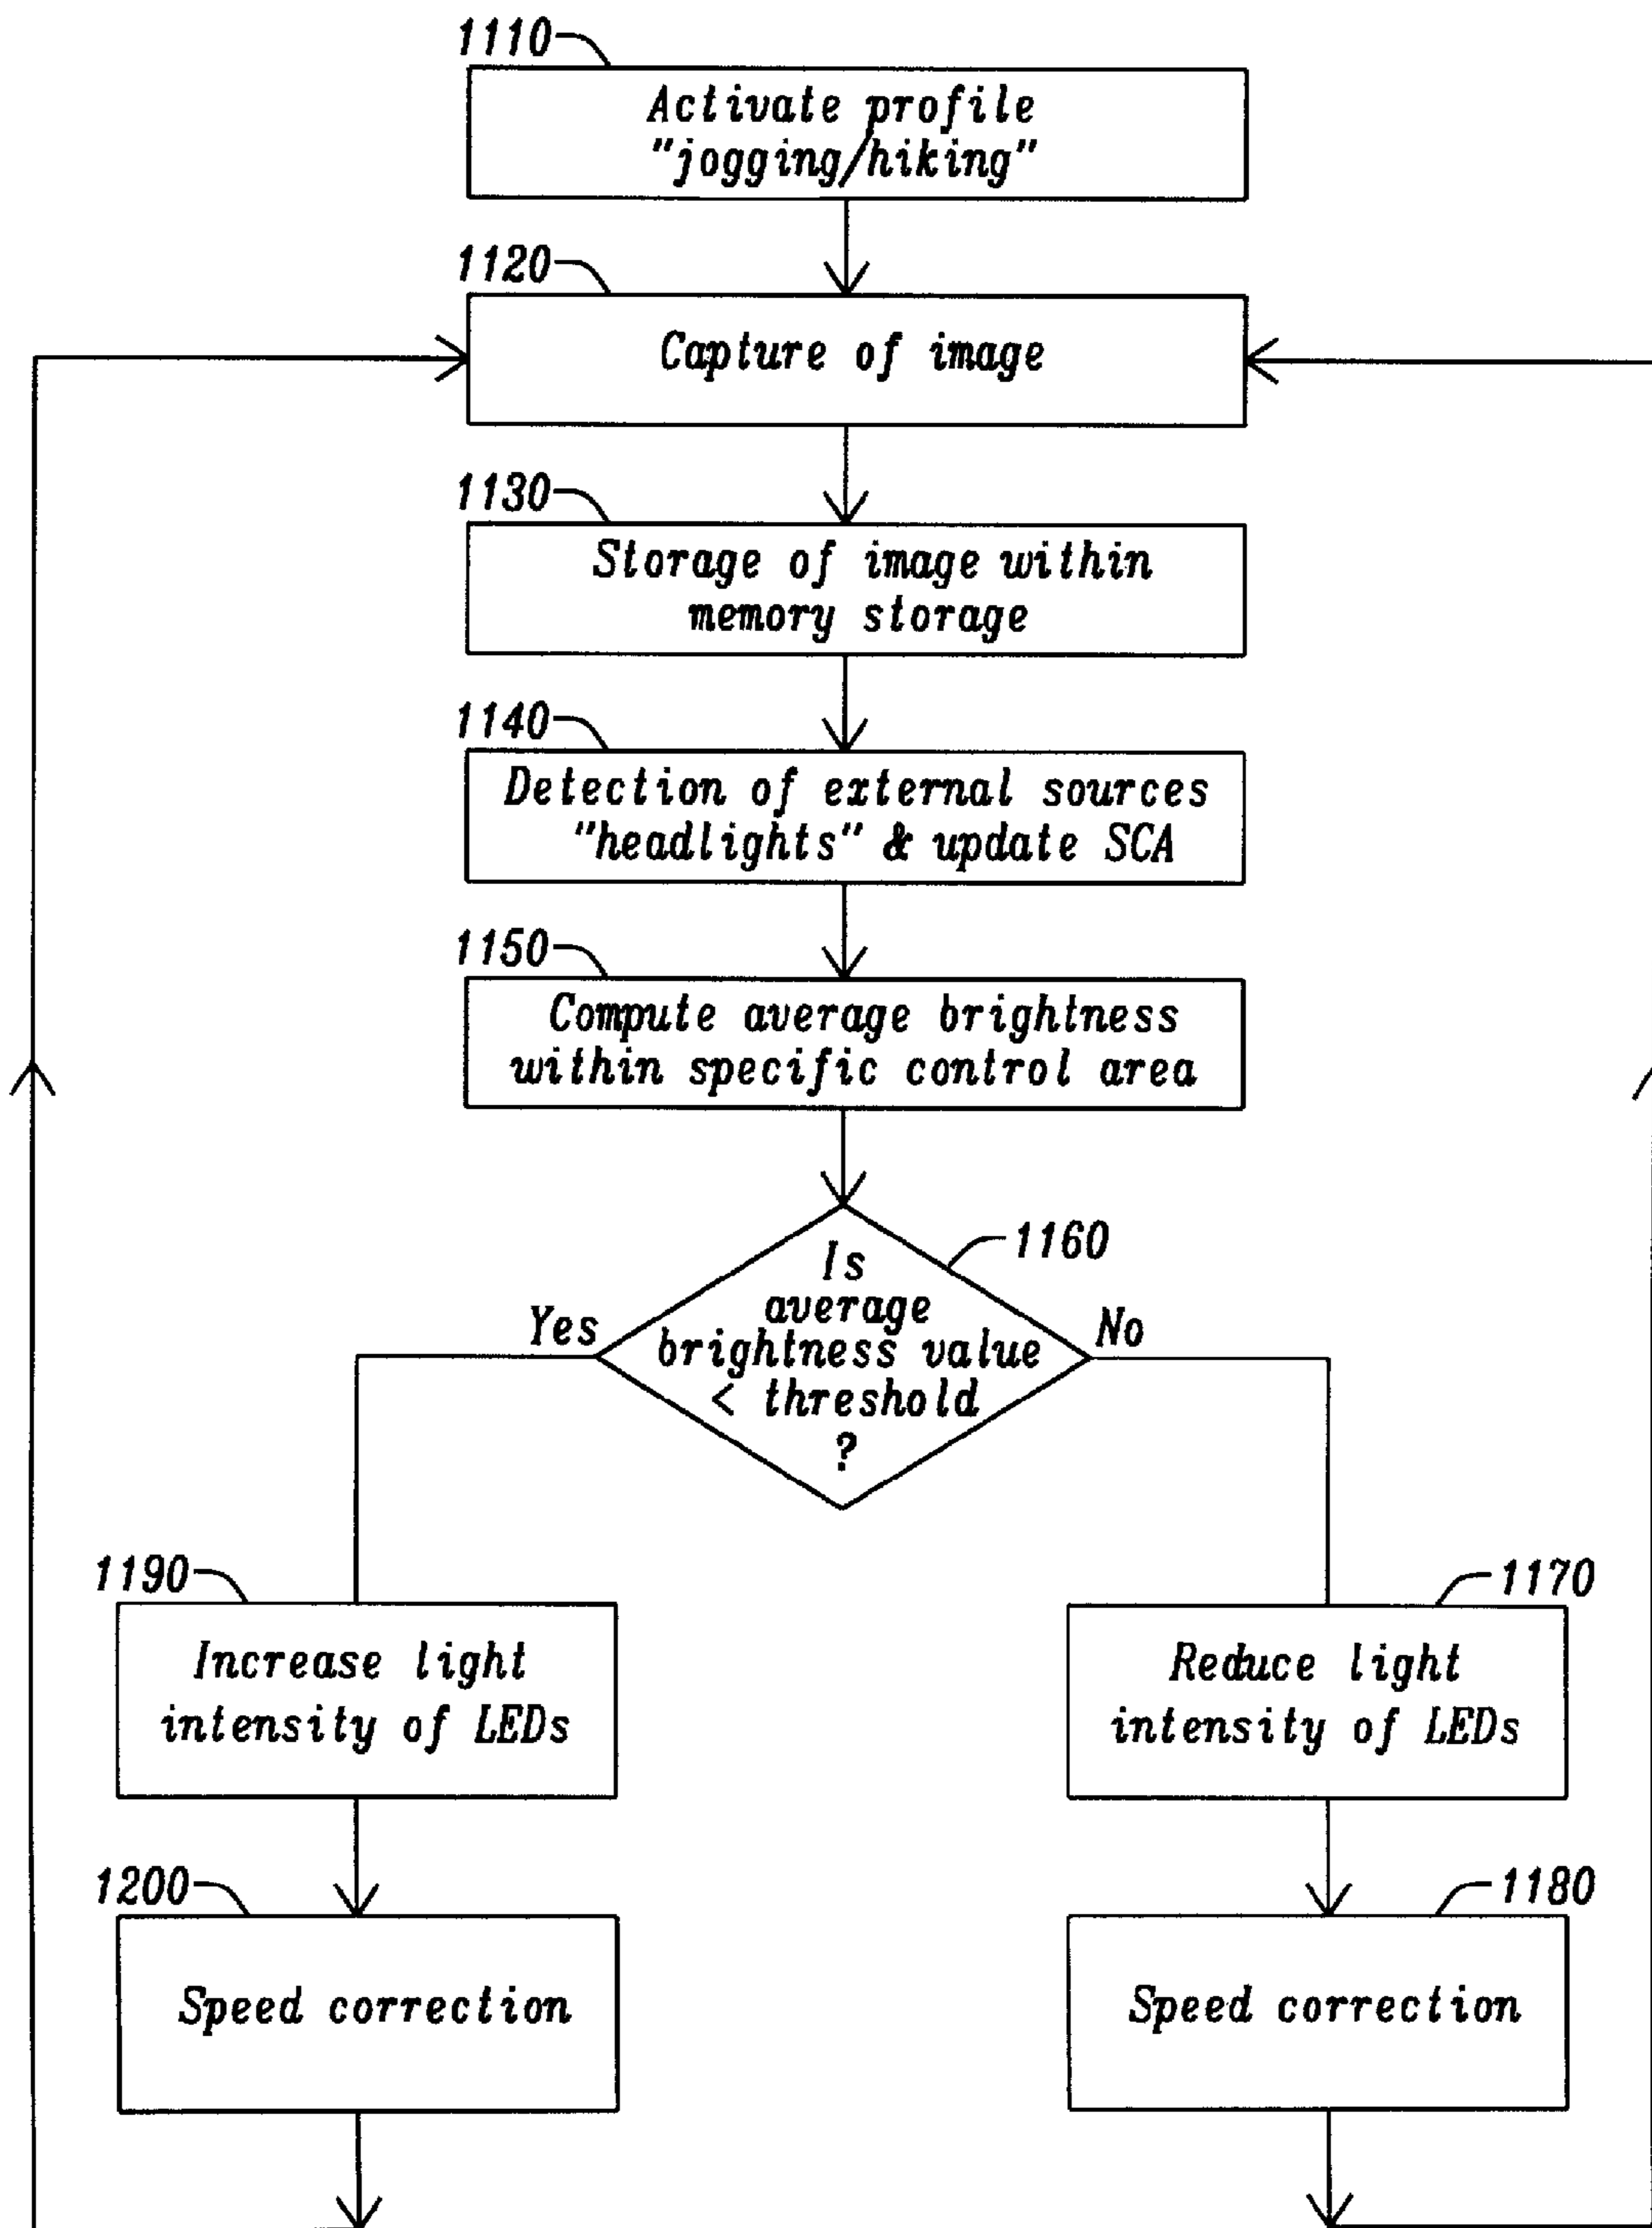 1110
Activate profile
"jogging/hiking"
1120
Capture of image
1130
Storage of image within
memory storage
1140
Detection of external sources
"headlights" & update SCA
1150
Compute average brightness
within specific control area
1160
Is
average
brightness value
< threshold
?
Yes
No
1190
Increase light
intensity of LEDs
1170
Reduce light
intensity of LEDs
1200
Speed correction
1180
Speed correction